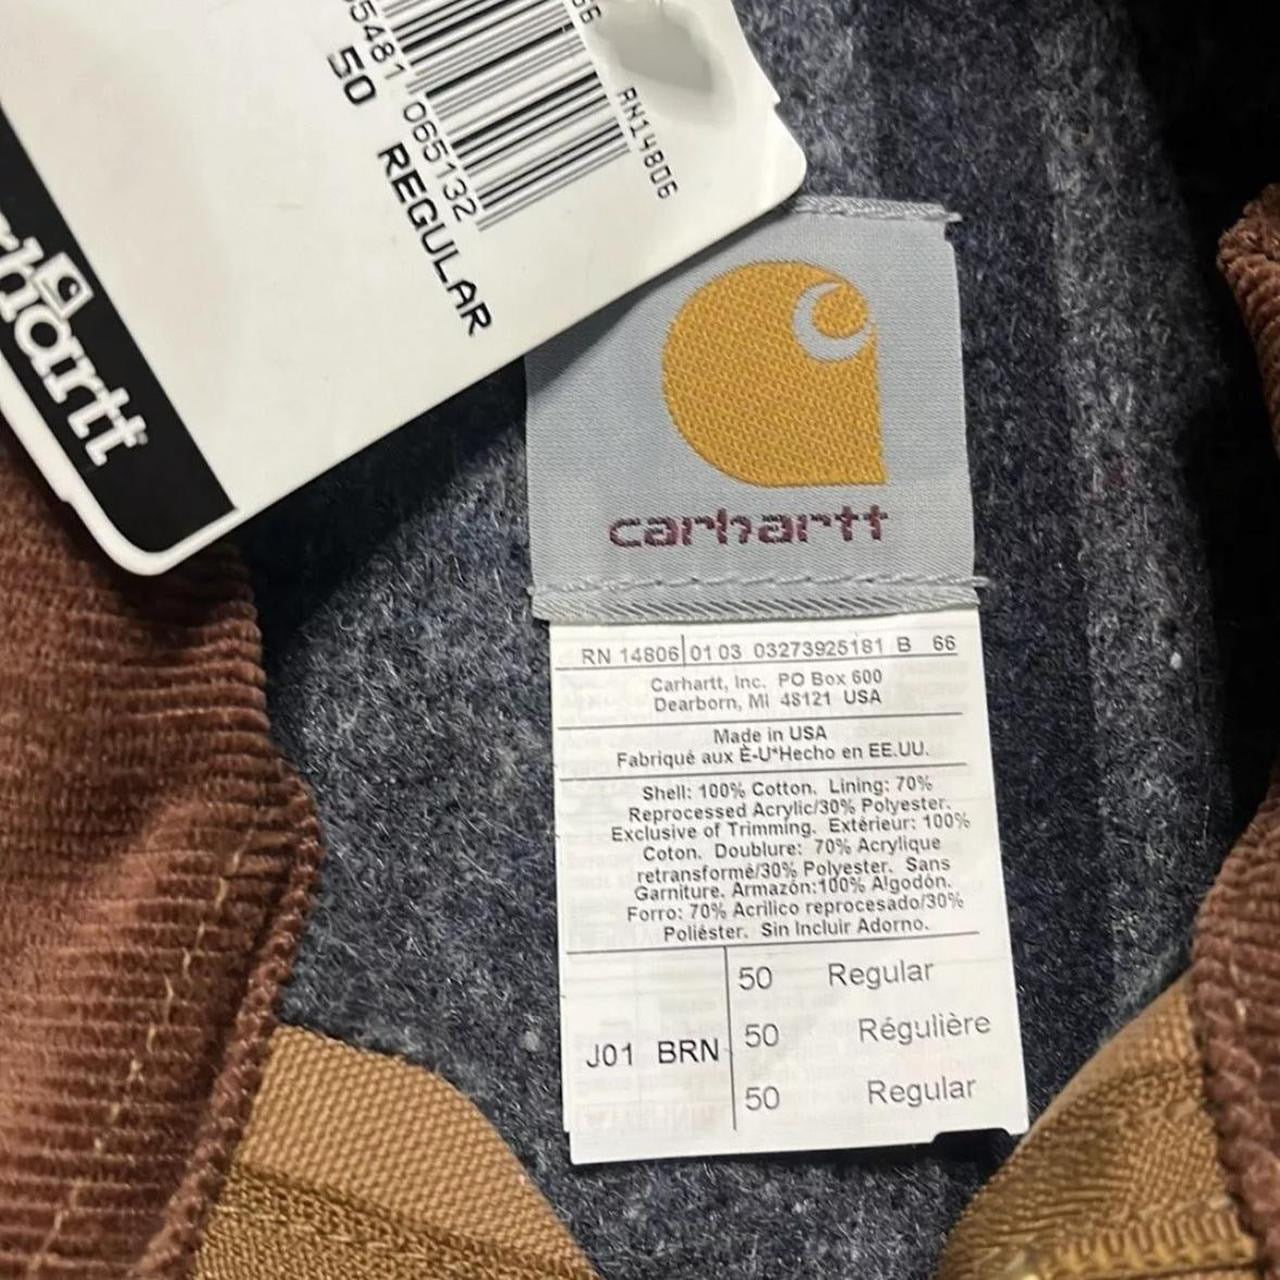 50 REGULAR
065132
RN14806
carhartt
RN 14806 01 03 03273925181 B 66
Carhartt, Inc. PO Box 600
Dearborn, MI 48121 USA
Made in USA
Fabriqué aux È-U*Hecho en EE.UU.
Shell: 100% Cotton. Lining: 70%
Reprocessed Acrylic/30% Polyester.
Exclusive of Trimming. Extérieur: 100%
Coton. Doublure: 70% Acrylique
retransformé/30% Polyester. Sans
Garniture. Armazón:100% Algodón.
Forro: 70% Acrilico reprocesado/30%
Poliéster. Sin Incluir Adorno.
50 Regular
50 Régulière
J01 BRN
50 Regular